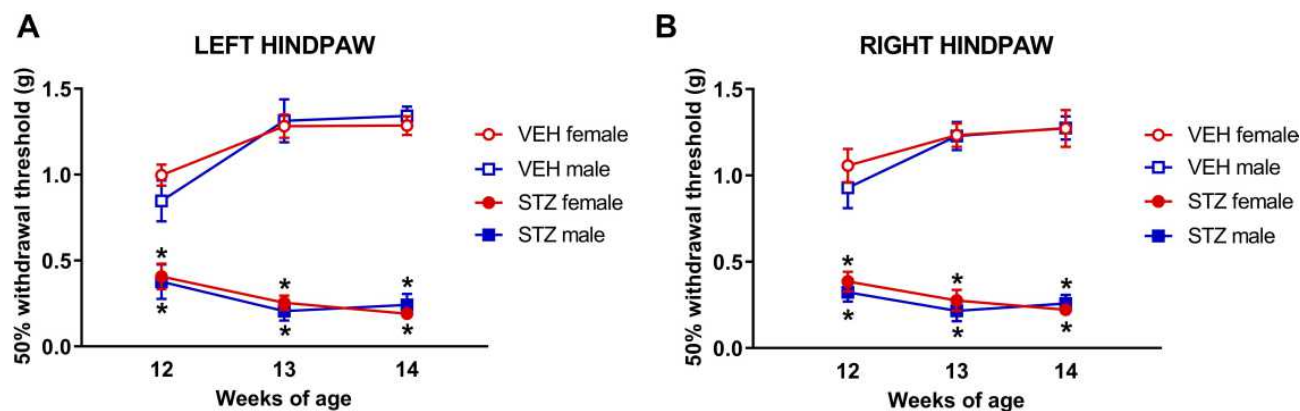 A
LEFT HINDPAW
50% withdrawal threshold (g)
1.5
1.0
0.5
0.0
*
*
*
*
*
*
12
13
14
Weeks of age
VEH female
VEH male
STZ female
STZ male
B
RIGHT HINDPAW
50% withdrawal threshold (g)
1.5
1.0
0.5
0.0
*
*
*
*
*
*
12
13
14
Weeks of age
VEH female
VEH male
STZ female
STZ male